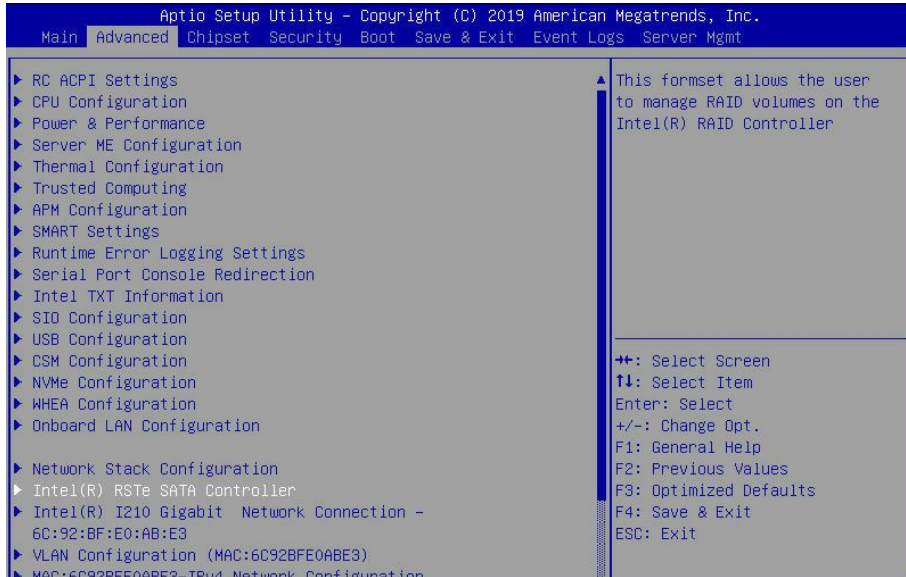 Aptio Setup Utility – Copyright (C) 2019 American Megatrends, Inc.
Main Advanced Chipset Security Boot Save & Exit Event Logs Server Mgmt
RC ACPI Settings
CPU Configuration
Power & Performance
Server ME Configuration
Thermal Configuration
Trusted Computing
APM Configuration
SMART Settings
Runtime Error Logging Settings
Serial Port Console Redirection
Intel TXT Information
SIO Configuration
USB Configuration
CSM Configuration
NVMe Configuration
WHEA Configuration
Onboard LAN Configuration
Network Stack Configuration
Intel(R) RSTe SATA Controller
Intel(R) I210 Gigabit Network Connection –
6C:92:BF:E0:AB:E3
VLAN Configuration (MAC:6C92BFE0ABE3)
MAC:6C92BFE0ABE3-IPv4 Network Configuration
This formset allows the user
to manage RAID volumes on the
Intel(R) RAID Controller
→←: Select Screen
↑↓: Select Item
Enter: Select
+/-: Change Opt.
F1: General Help
F2: Previous Values
F3: Optimized Defaults
F4: Save & Exit
ESC: Exit